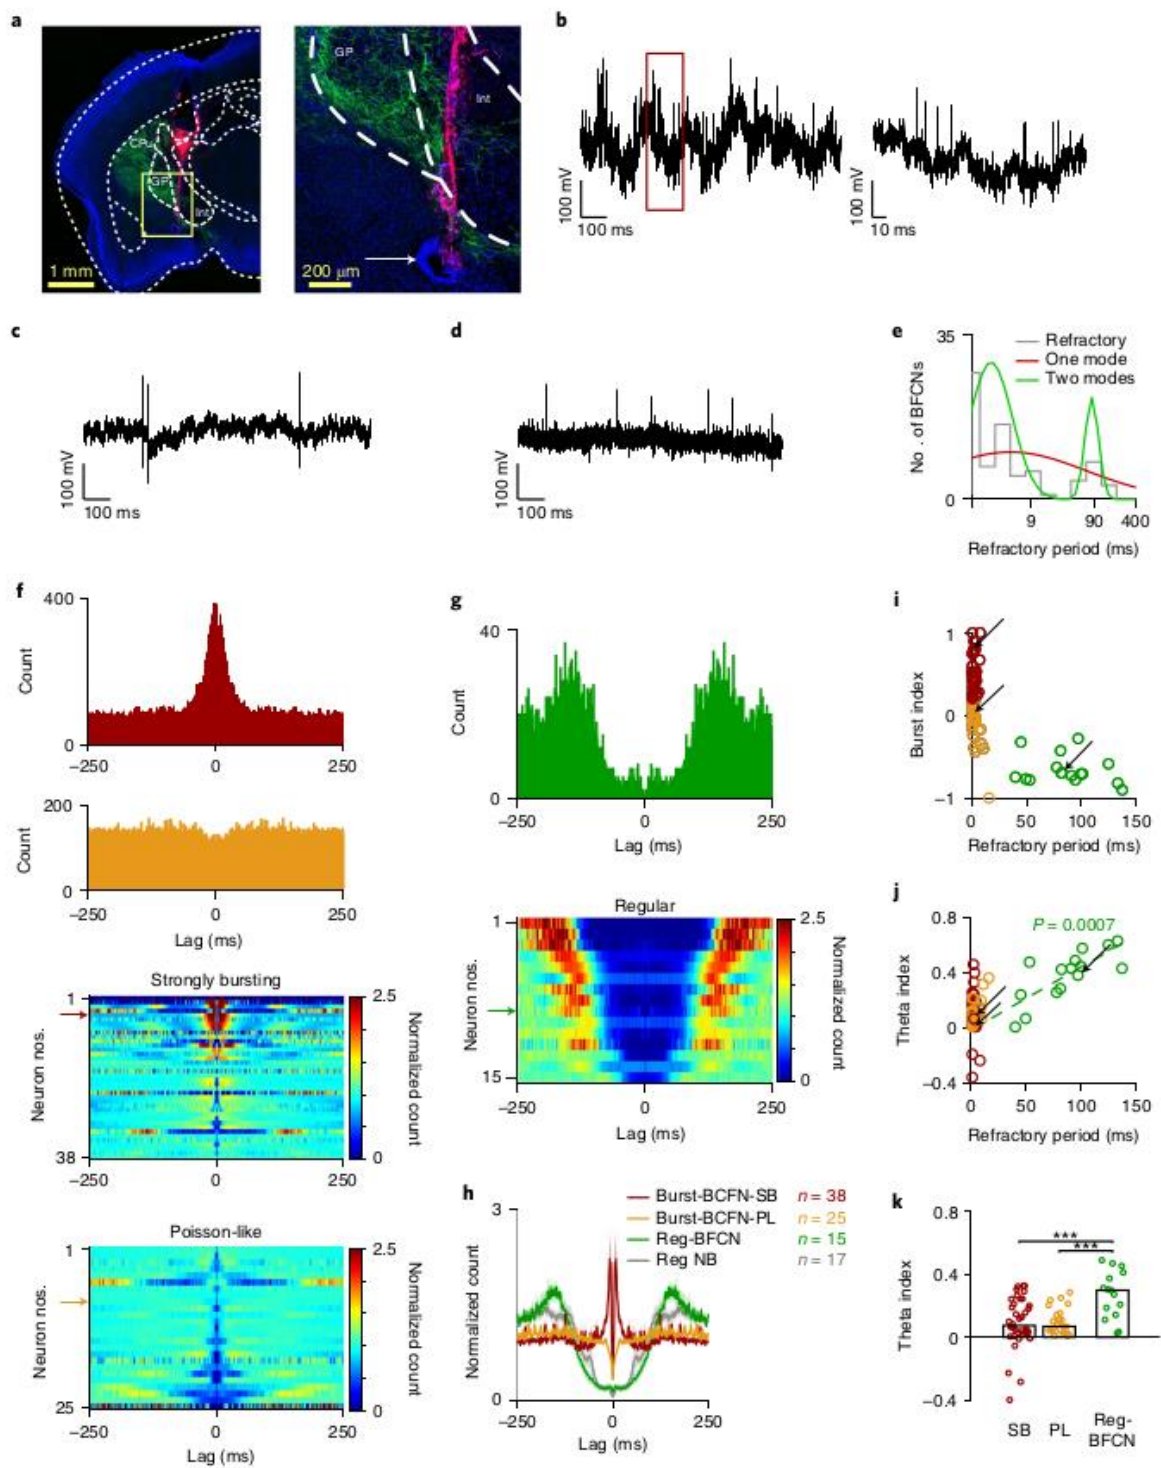 a
CPu
GP
Int
1 mm
GP
Int
200 µm
b
100 mV
100 ms
100 mV
10 ms
c
100 mV
100 ms
d
100 mV
100 ms
e
35
0
No . of BFCNs
Refractory
One mode
Two modes
9 90 400
Refractory period (ms)
f
400
0
Count
−250 0 250
200
0
Count
−250 0 250
Lag (ms)
Strongly bursting
1
38
Neuron nos.
−250 0 250
2.5
0
Normalized count
Poisson-like
1
25
Neuron nos.
−250 0 250
Lag (ms)
2.5
0
Normalized count
g
40
0
Count
−250 0 250
Lag (ms)
Regular
1
15
Neuron nos.
−250 0 250
Lag (ms)
2.5
0
Normalized count
h
3
0
Normalized count
Burst-BCFN-SB n = 38
Burst-BCFN-PL n = 25
Reg-BFCN n = 15
Reg NB n = 17
−250 0 250
Lag (ms)
i
1
0
−1
Burst index
0 50 100 150
Refractory period (ms)
j
0.8
0.4
0
−0.4
Theta index
P = 0.0007
0 50 100 150
Refractory period (ms)
k
0.8
0.4
0
−0.4
Theta index
***
***
SB PL Reg-
BFCN